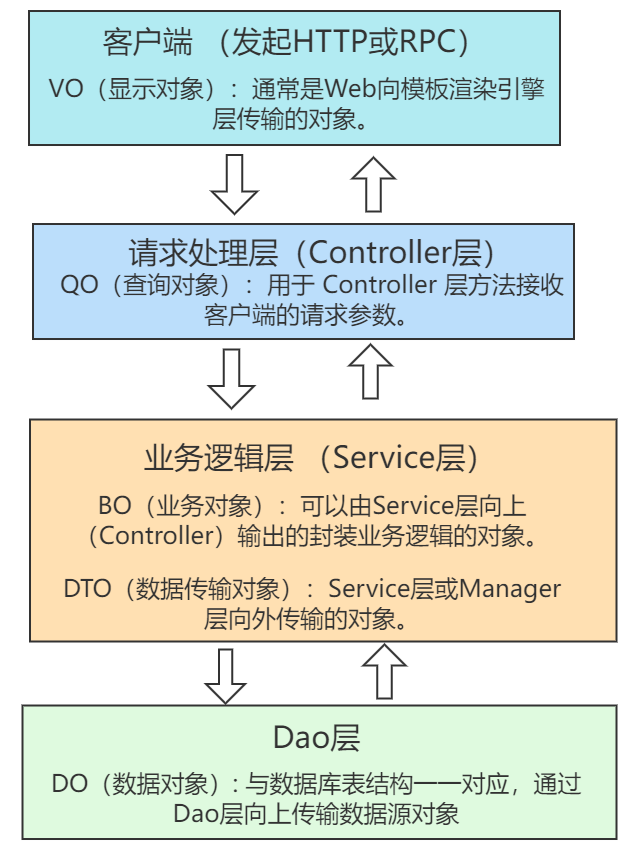 客户端 （发起HTTP或RPC）
VO（显示对象）：通常是Web向模板渲染引擎
层传输的对象。
请求处理层（Controller层）
QO（查询对象）：用于 Controller 层方法接收
客户端的请求参数。
业务逻辑层 （Service层）
BO（业务对象）：可以由Service层向上
（Controller）输出的封装业务逻辑的对象。
DTO（数据传输对象）：Service层或Manager
层向外传输的对象。
Dao层
DO（数据对象）: 与数据库表结构一一对应，通过
Dao层向上传输数据源对象